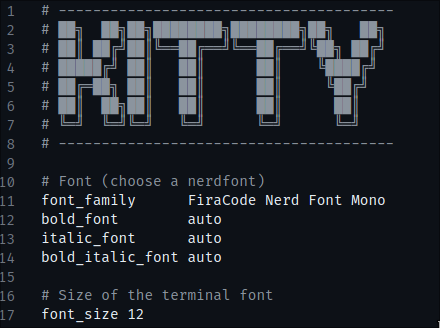 1 # ---------------------------------------
2 # ██╗  ██╗██╗████████╗████████╗██╗   ██╗
3 # ██║ ██╔╝██║╚══██╔══╝╚══██╔══╝╚██╗ ██╔╝
4 # █████╔╝ ██║   ██║      ██║    ╚████╔╝
5 # ██╔═██╗ ██║   ██║      ██║     ╚██╔╝
6 # ██║  ██╗██║   ██║      ██║      ██║
7 # ╚═╝  ╚═╝╚═╝   ╚═╝      ╚═╝      ╚═╝
8 # ---------------------------------------
9
10 # Font (choose a nerdfont)
11 font_family      FiraCode Nerd Font Mono
12 bold_font        auto
13 italic_font      auto
14 bold_italic_font auto
15
16 # Size of the terminal font
17 font_size 12